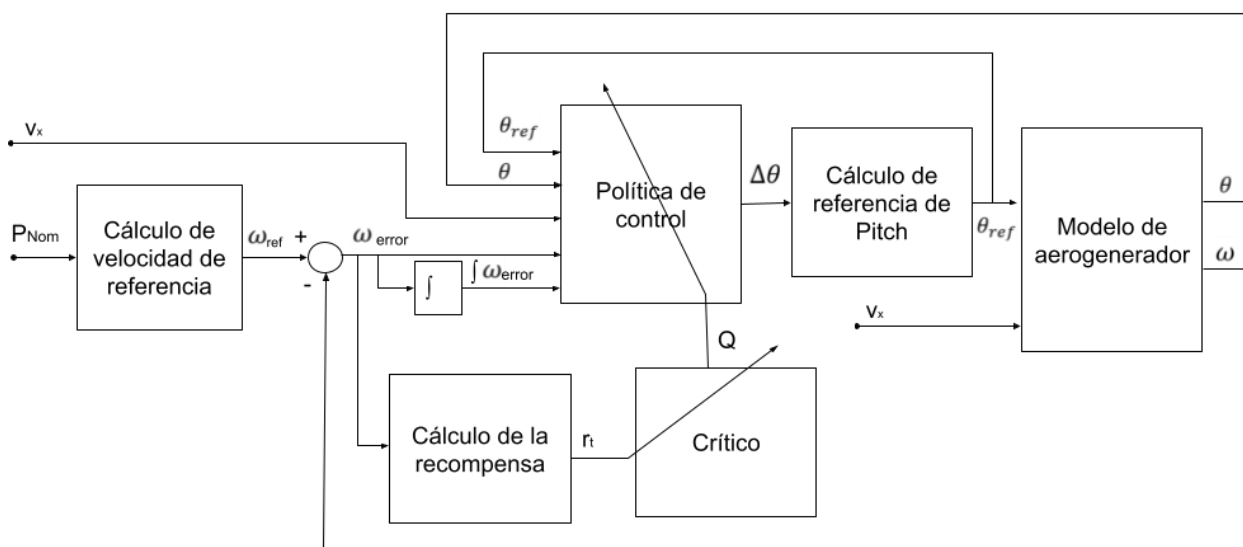 vₓ
P_Nom
Cálculo de
velocidad de
referencia
ω_ref
+
-
ω error
∫
∫ ω_error
θ_ref
θ
Política de
control
Δθ
Cálculo de
referencia de
Pitch
θ_ref
Modelo de
aerogenerador
θ
ω
vₓ
Q
Cálculo de la
recompensa
r_t
Crítico